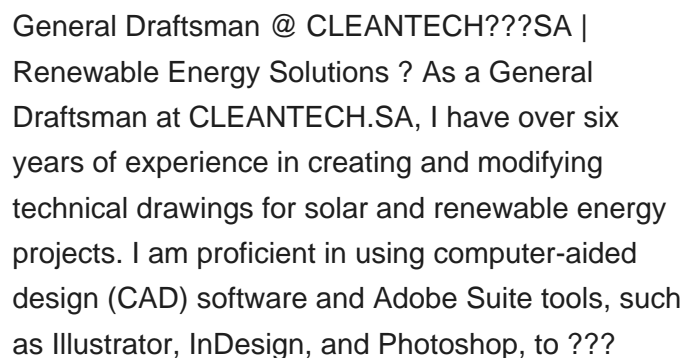 General Draftsman @ CLEANTECH???SA |
Renewable Energy Solutions ? As a General
Draftsman at CLEANTECH.SA, I have over six
years of experience in creating and modifying
technical drawings for solar and renewable energy
projects. I am proficient in using computer-aided
design (CAD) software and Adobe Suite tools, such
as Illustrator, InDesign, and Photoshop, to ???